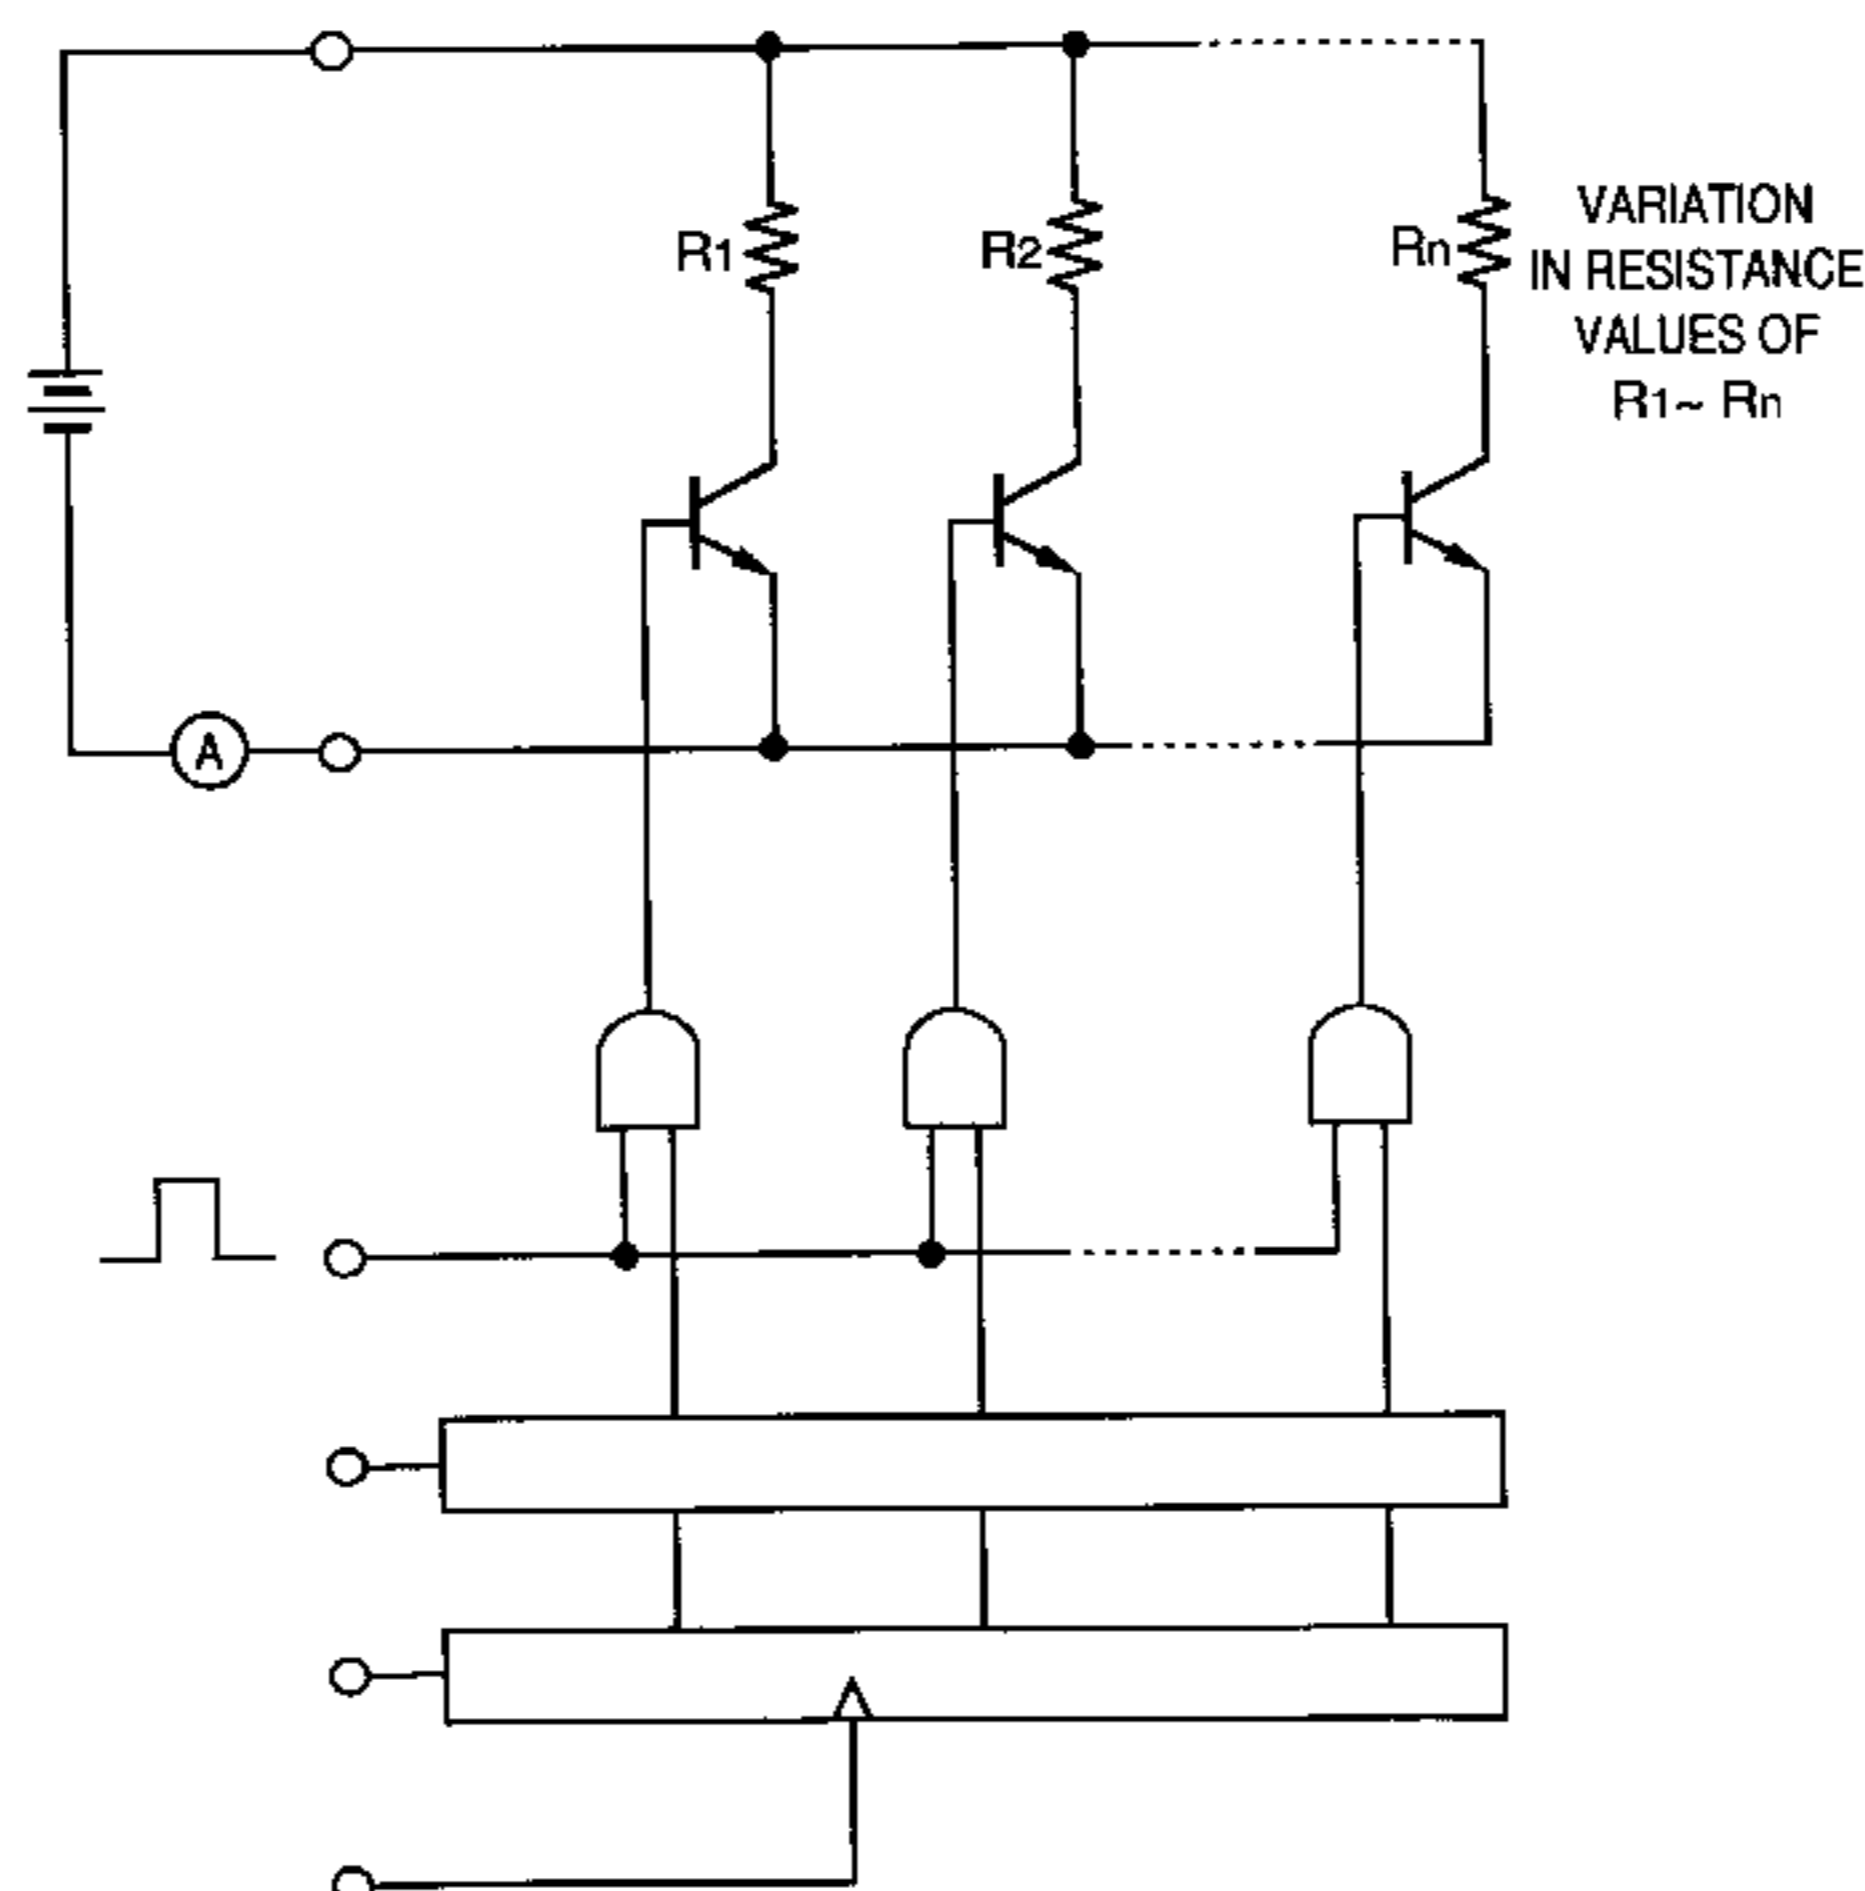 R1
R2
Rn
VARIATION
IN RESISTANCE
VALUES OF
R1~ Rn
A